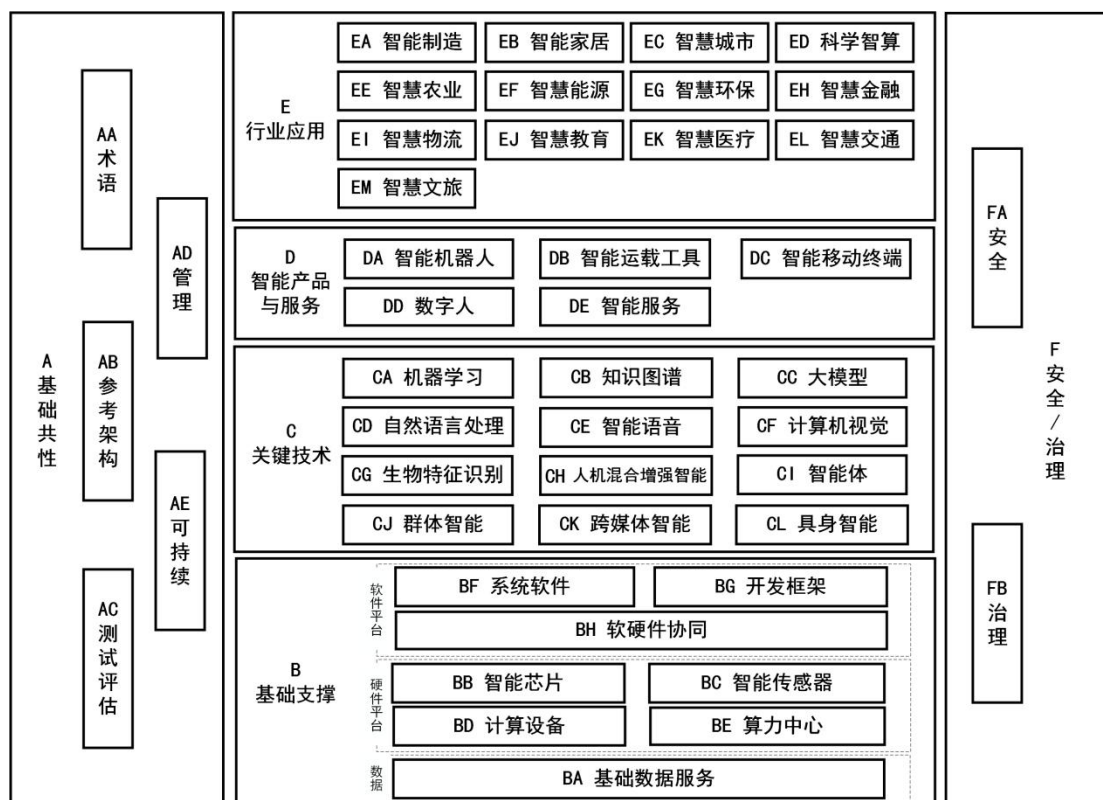 A 基础共性
AA 术语
AB 参考架构
AC 测试评估
AD 管理
AE 可持续
E
行业应用
EA 智能制造
EB 智能家居
EC 智慧城市
ED 科学智算
EE 智慧农业
EF 智慧能源
EG 智慧环保
EH 智慧金融
EI 智慧物流
EJ 智慧教育
EK 智慧医疗
EL 智慧交通
EM 智慧文旅
D
智能产品
与服务
DA 智能机器人
DB 智能运载工具
DC 智能移动终端
DD 数字人
DE 智能服务
C
关键技术
CA 机器学习
CB 知识图谱
CC 大模型
CD 自然语言处理
CE 智能语音
CF 计算机视觉
CG 生物特征识别
CH 人机混合增强智能
CI 智能体
CJ 群体智能
CK 跨媒体智能
CL 具身智能
B
基础支撑
软件平台
BF 系统软件
BG 开发框架
BH 软硬件协同
硬件平台
BB 智能芯片
BC 智能传感器
BD 计算设备
BE 算力中心
数据
BA 基础数据服务
FA 安全
FB 治理
F 安全/治理